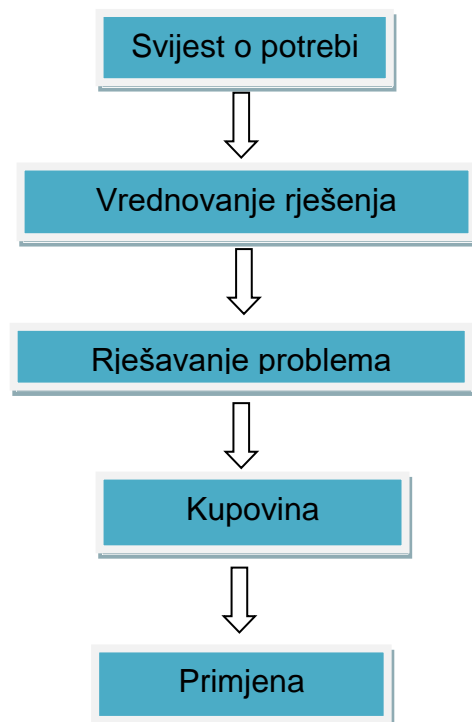 Svijest o potrebi
Vrednovanje rješenja
Rješavanje problema
Kupovina
Primjena